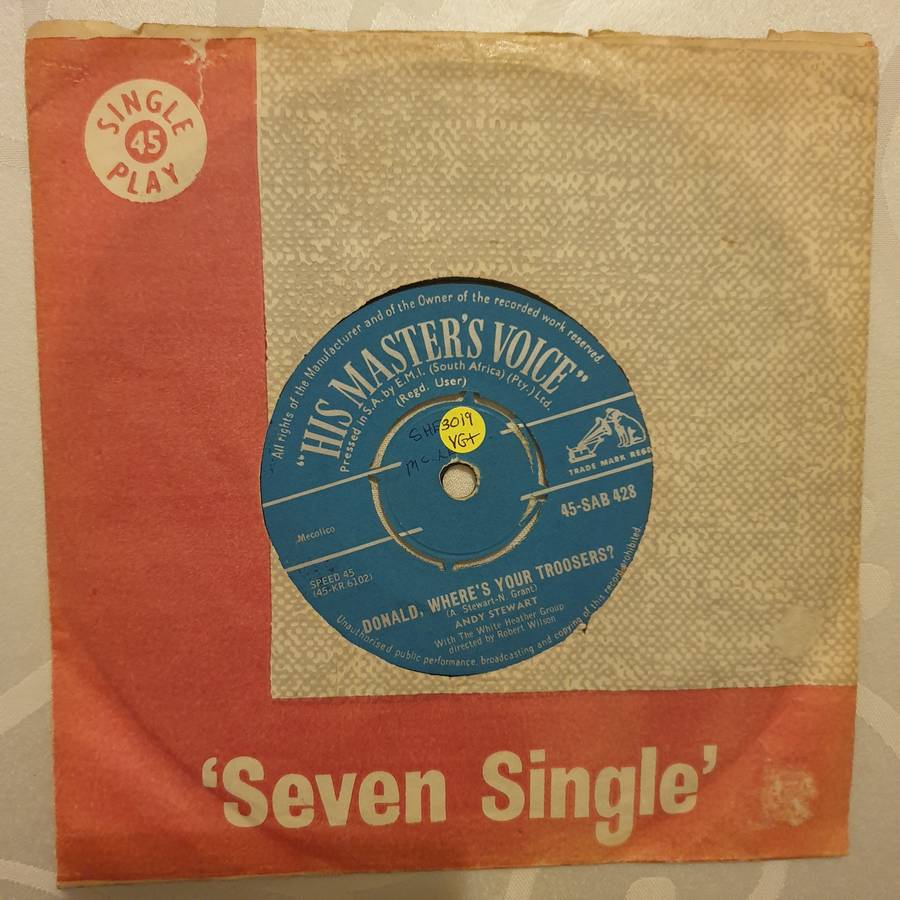 SINGLE
45
PLAY
All rights of the Manufacturer and of the Owner of the recorded work reserved
"HIS MASTER'S VOICE"
Pressed in S.A. by E.M.I. (South Africa) (Pty.) Ltd.
(Regd. User)
3019
VG+
TRADE MARK REGD
45-SAB 428
Mecolico
SPEED 45
(45-KR 6102)
DONALD, WHERE'S YOUR TROOSERS?
(A. Stewart-N. Grant)
ANDY STEWART
With The White Heather Group
directed by Robert Wilson
Unauthorised public performance, broadcasting and copying of this record prohibited.
'Seven Single'